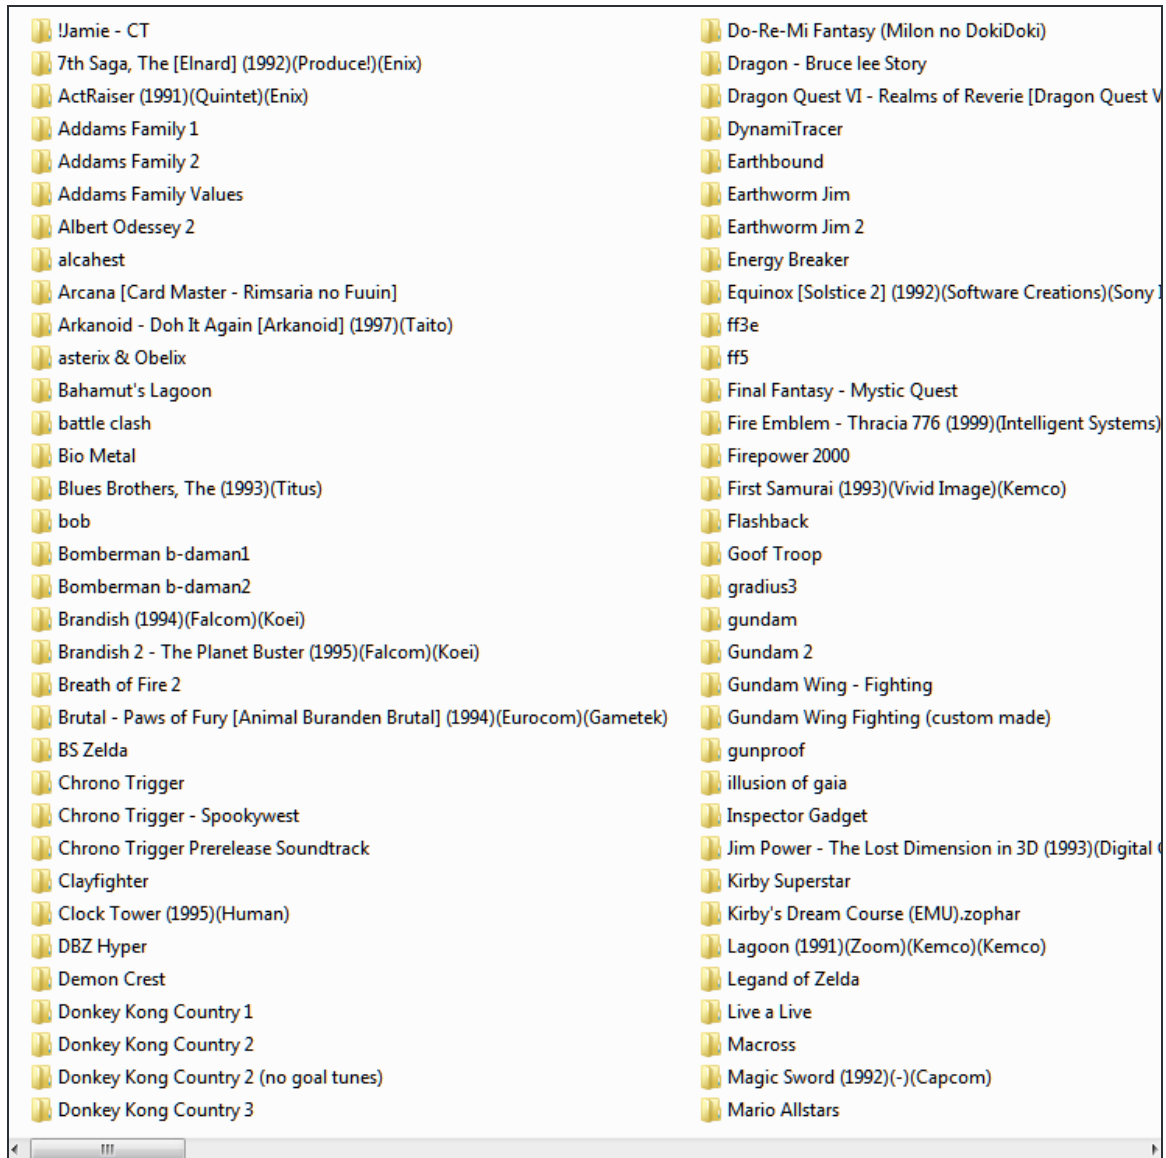 !Jamie - CT
7th Saga, The [Elnard] (1992)(Produce!)(Enix)
ActRaiser (1991)(Quintet)(Enix)
Addams Family 1
Addams Family 2
Addams Family Values
Albert Odessey 2
alcahest
Arcana [Card Master - Rimsaria no Fuuin]
Arkanoid - Doh It Again [Arkanoid] (1997)(Taito)
asterix & Obelix
Bahamut's Lagoon
battle clash
Bio Metal
Blues Brothers, The (1993)(Titus)
bob
Bomberman b-daman1
Bomberman b-daman2
Brandish (1994)(Falcom)(Koei)
Brandish 2 - The Planet Buster (1995)(Falcom)(Koei)
Breath of Fire 2
Brutal - Paws of Fury [Animal Buranden Brutal] (1994)(Eurocom)(Gametek)
BS Zelda
Chrono Trigger
Chrono Trigger - Spookywest
Chrono Trigger Prerelease Soundtrack
Clayfighter
Clock Tower (1995)(Human)
DBZ Hyper
Demon Crest
Donkey Kong Country 1
Donkey Kong Country 2
Donkey Kong Country 2 (no goal tunes)
Donkey Kong Country 3
Do-Re-Mi Fantasy (Milon no DokiDoki)
Dragon - Bruce lee Story
Dragon Quest VI - Realms of Reverie [Dragon Quest V
DynamiTracer
Earthbound
Earthworm Jim
Earthworm Jim 2
Energy Breaker
Equinox [Solstice 2] (1992)(Software Creations)(Sony I
ff3e
ff5
Final Fantasy - Mystic Quest
Fire Emblem - Thracia 776 (1999)(Intelligent Systems)
Firepower 2000
First Samurai (1993)(Vivid Image)(Kemco)
Flashback
Goof Troop
gradius3
gundam
Gundam 2
Gundam Wing - Fighting
Gundam Wing Fighting (custom made)
gunproof
illusion of gaia
Inspector Gadget
Jim Power - The Lost Dimension in 3D (1993)(Digital
Kirby Superstar
Kirby's Dream Course (EMU).zophar
Lagoon (1991)(Zoom)(Kemco)(Kemco)
Legand of Zelda
Live a Live
Macross
Magic Sword (1992)(-)(Capcom)
Mario Allstars